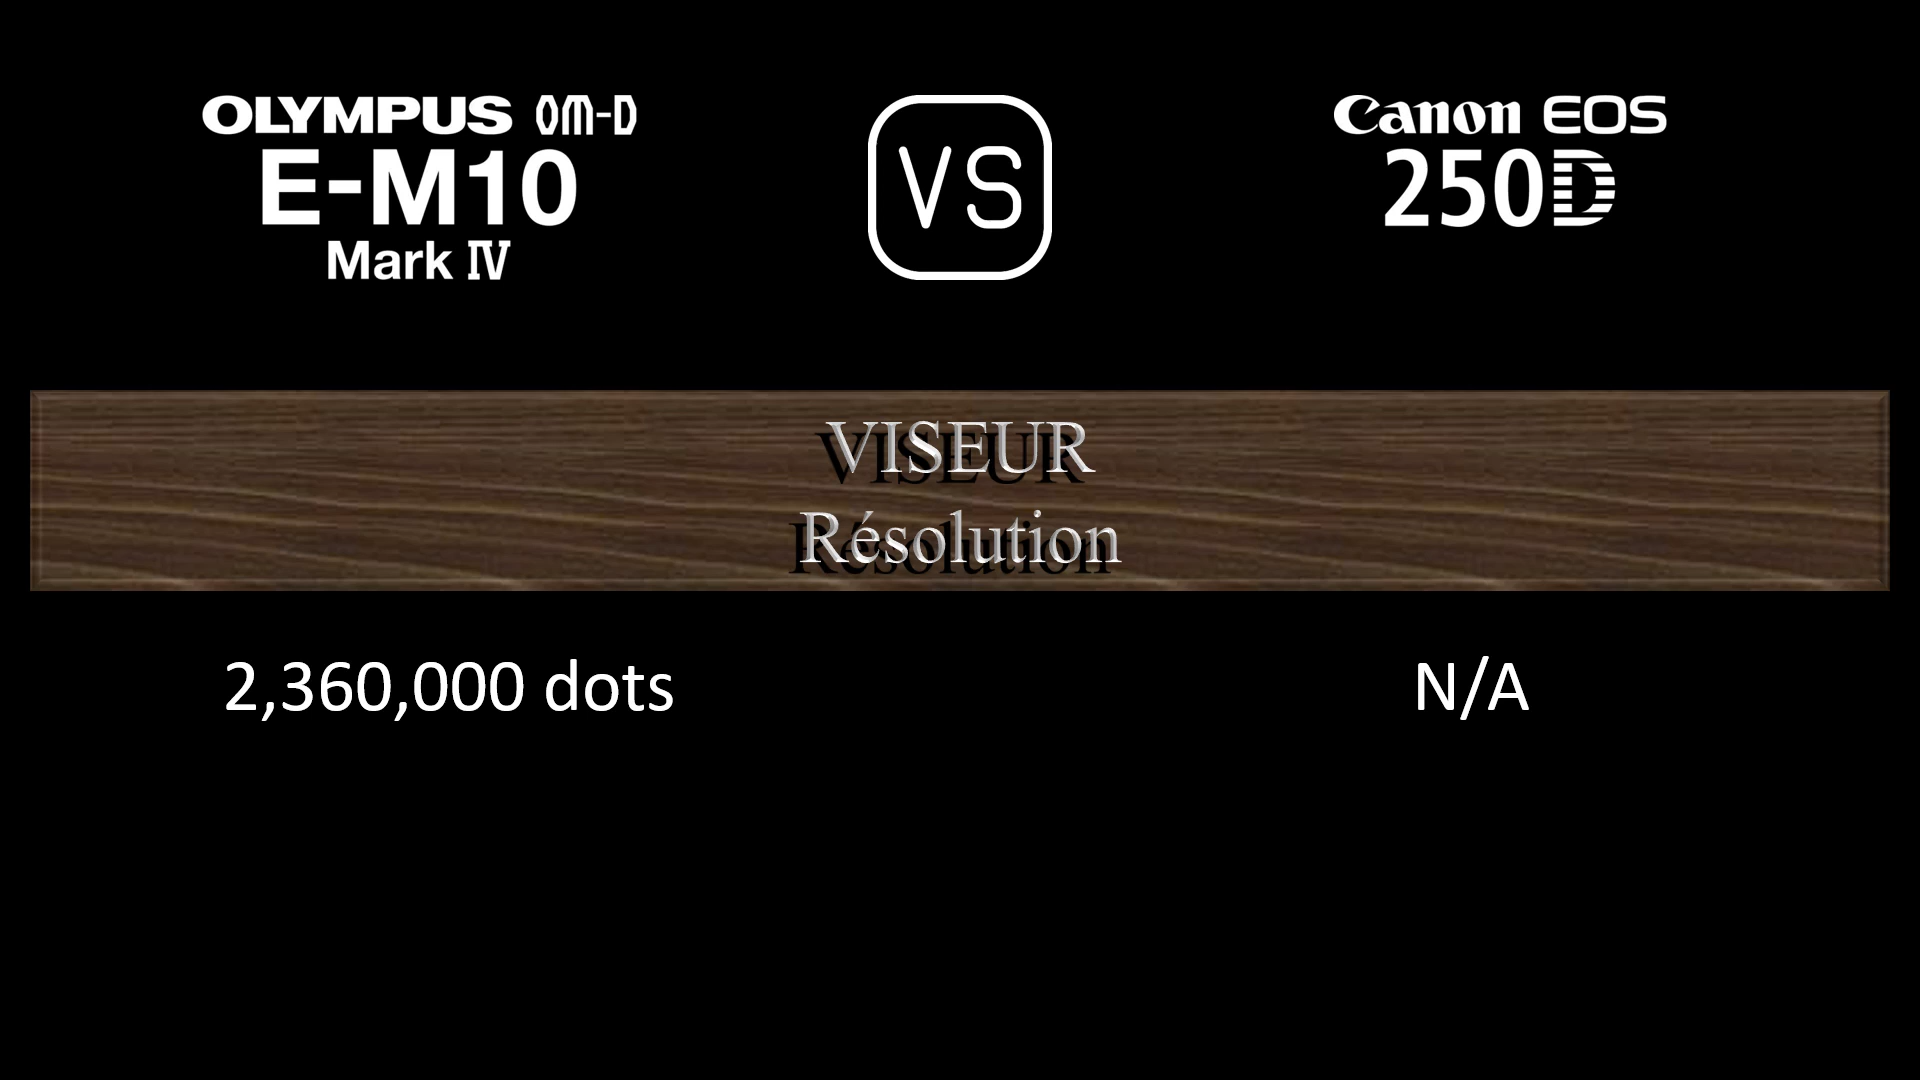 OLYMPUS OM-D
E-M10
Mark IV
VS
Canon EOS
250D
VISEUR
Résolution
2,360,000 dots
N/A